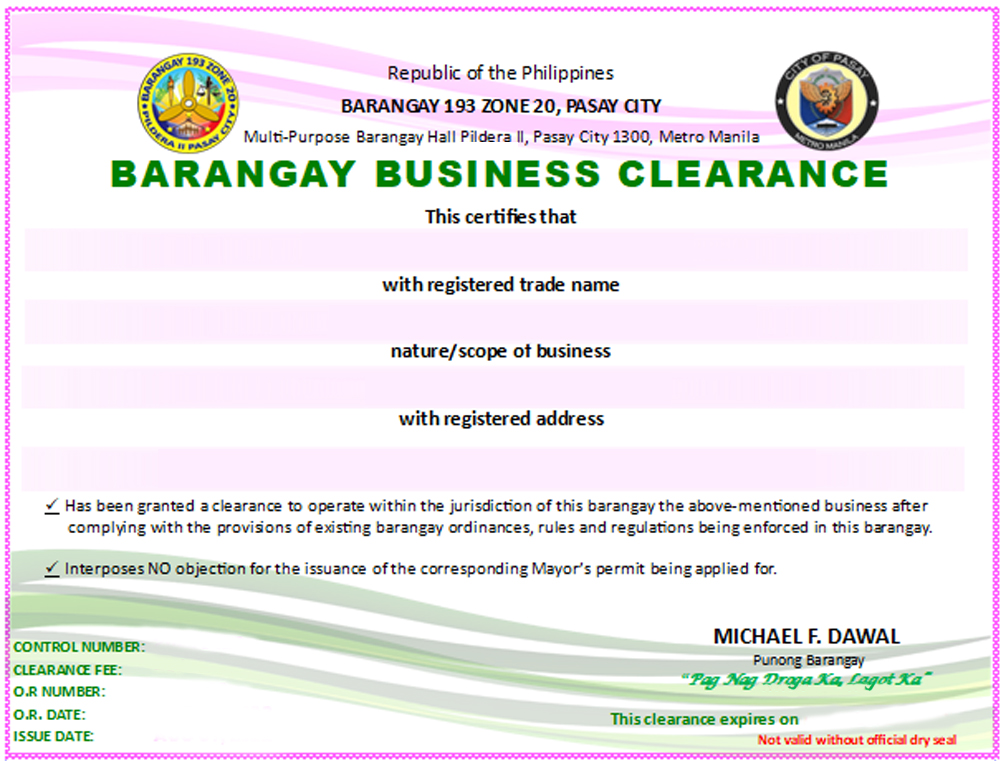 Republic of the Philippines
BARANGAY 193 ZONE 20, PASAY CITY
Multi-Purpose Barangay Hall Pildera II, Pasay City 1300, Metro Manila
BARANGAY 193 ZONE 20
PILDERA II PASAY CITY
CITY OF PASAY
METRO MANILA
BARANGAY BUSINESS CLEARANCE
This certifies that
with registered trade name
nature/scope of business
with registered address
✓ Has been granted a clearance to operate within the jurisdiction of this barangay the above-mentioned business after
complying with the provisions of existing barangay ordinances, rules and regulations being enforced in this barangay.
✓ Interposes NO objection for the issuance of the corresponding Mayor's permit being applied for.
MICHAEL F. DAWAL
Punong Barangay
"Pag Nag Droga Ka, Lagot Ka"
CONTROL NUMBER:
CLEARANCE FEE:
O.R NUMBER:
O.R. DATE:
ISSUE DATE:
This clearance expires on
Not valid without official dry seal